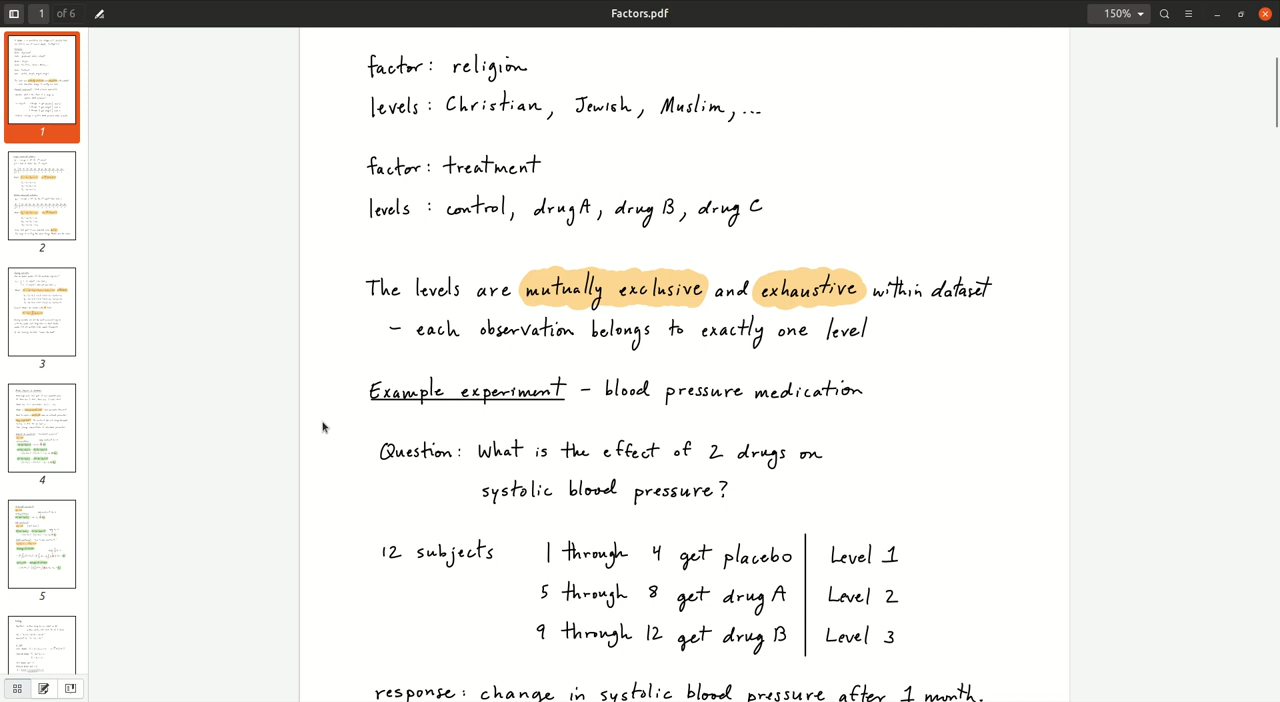 1 of 6
Factors.pdf
150%
factor: religion
levels: Christian, Jewish, Muslim,...
factor: treatment
levels : control, drug A, drug B, drug C
The levels are mutually exclusive and exhaustive within dataset
- each observation belongs to exactly one level
Example experiment - blood pressure medication
Question: What is the effect of 2 drugs on
systolic blood pressure?
12 subjects 1 through 4 get placebo Level 1
5 through 8 get drug A Level 2
9 through 12 get drug B Level 3
response: change in systolic blood pressure after 1 month.
1
2
3
4
5